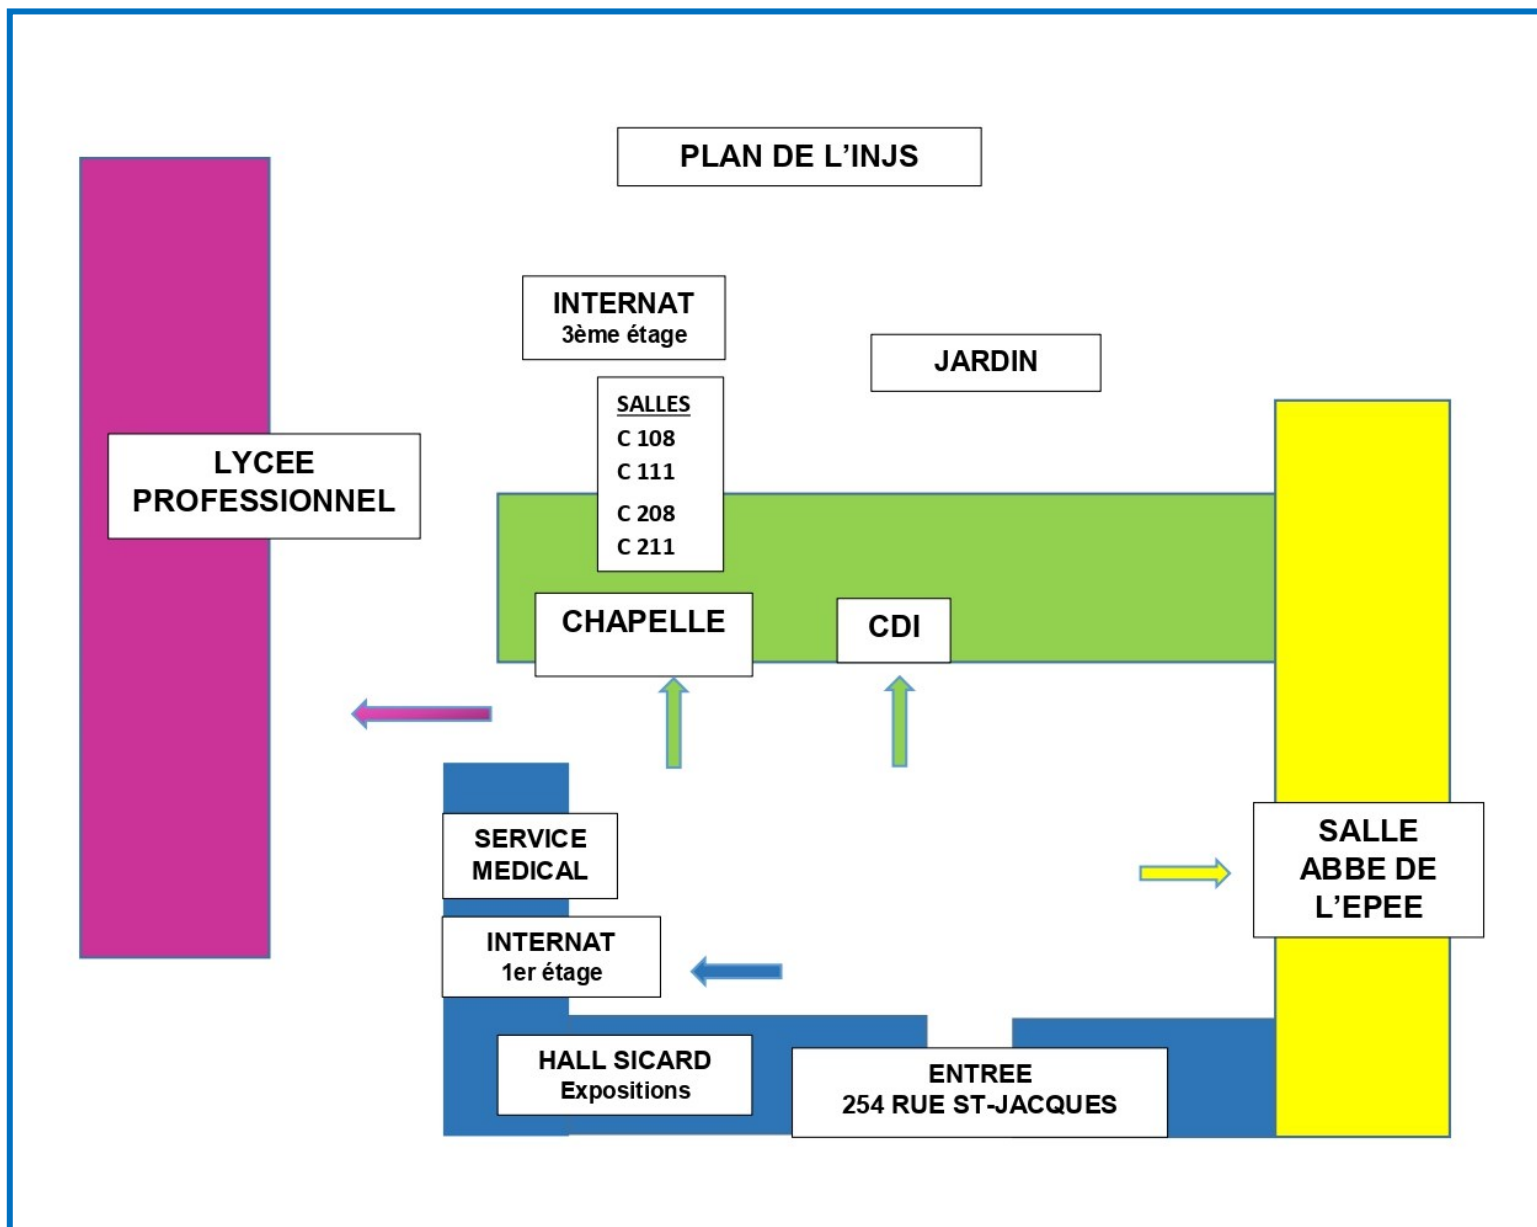 PLAN DE L’INJS
INTERNAT
3ème étage
JARDIN
SALLES
C 108
C 111
C 208
C 211
LYCEE
PROFESSIONNEL
CHAPELLE
CDI
SERVICE
MEDICAL
SALLE
ABBE DE
L’EPEE
INTERNAT
1er étage
HALL SICARD
Expositions
ENTREE
254 RUE ST-JACQUES